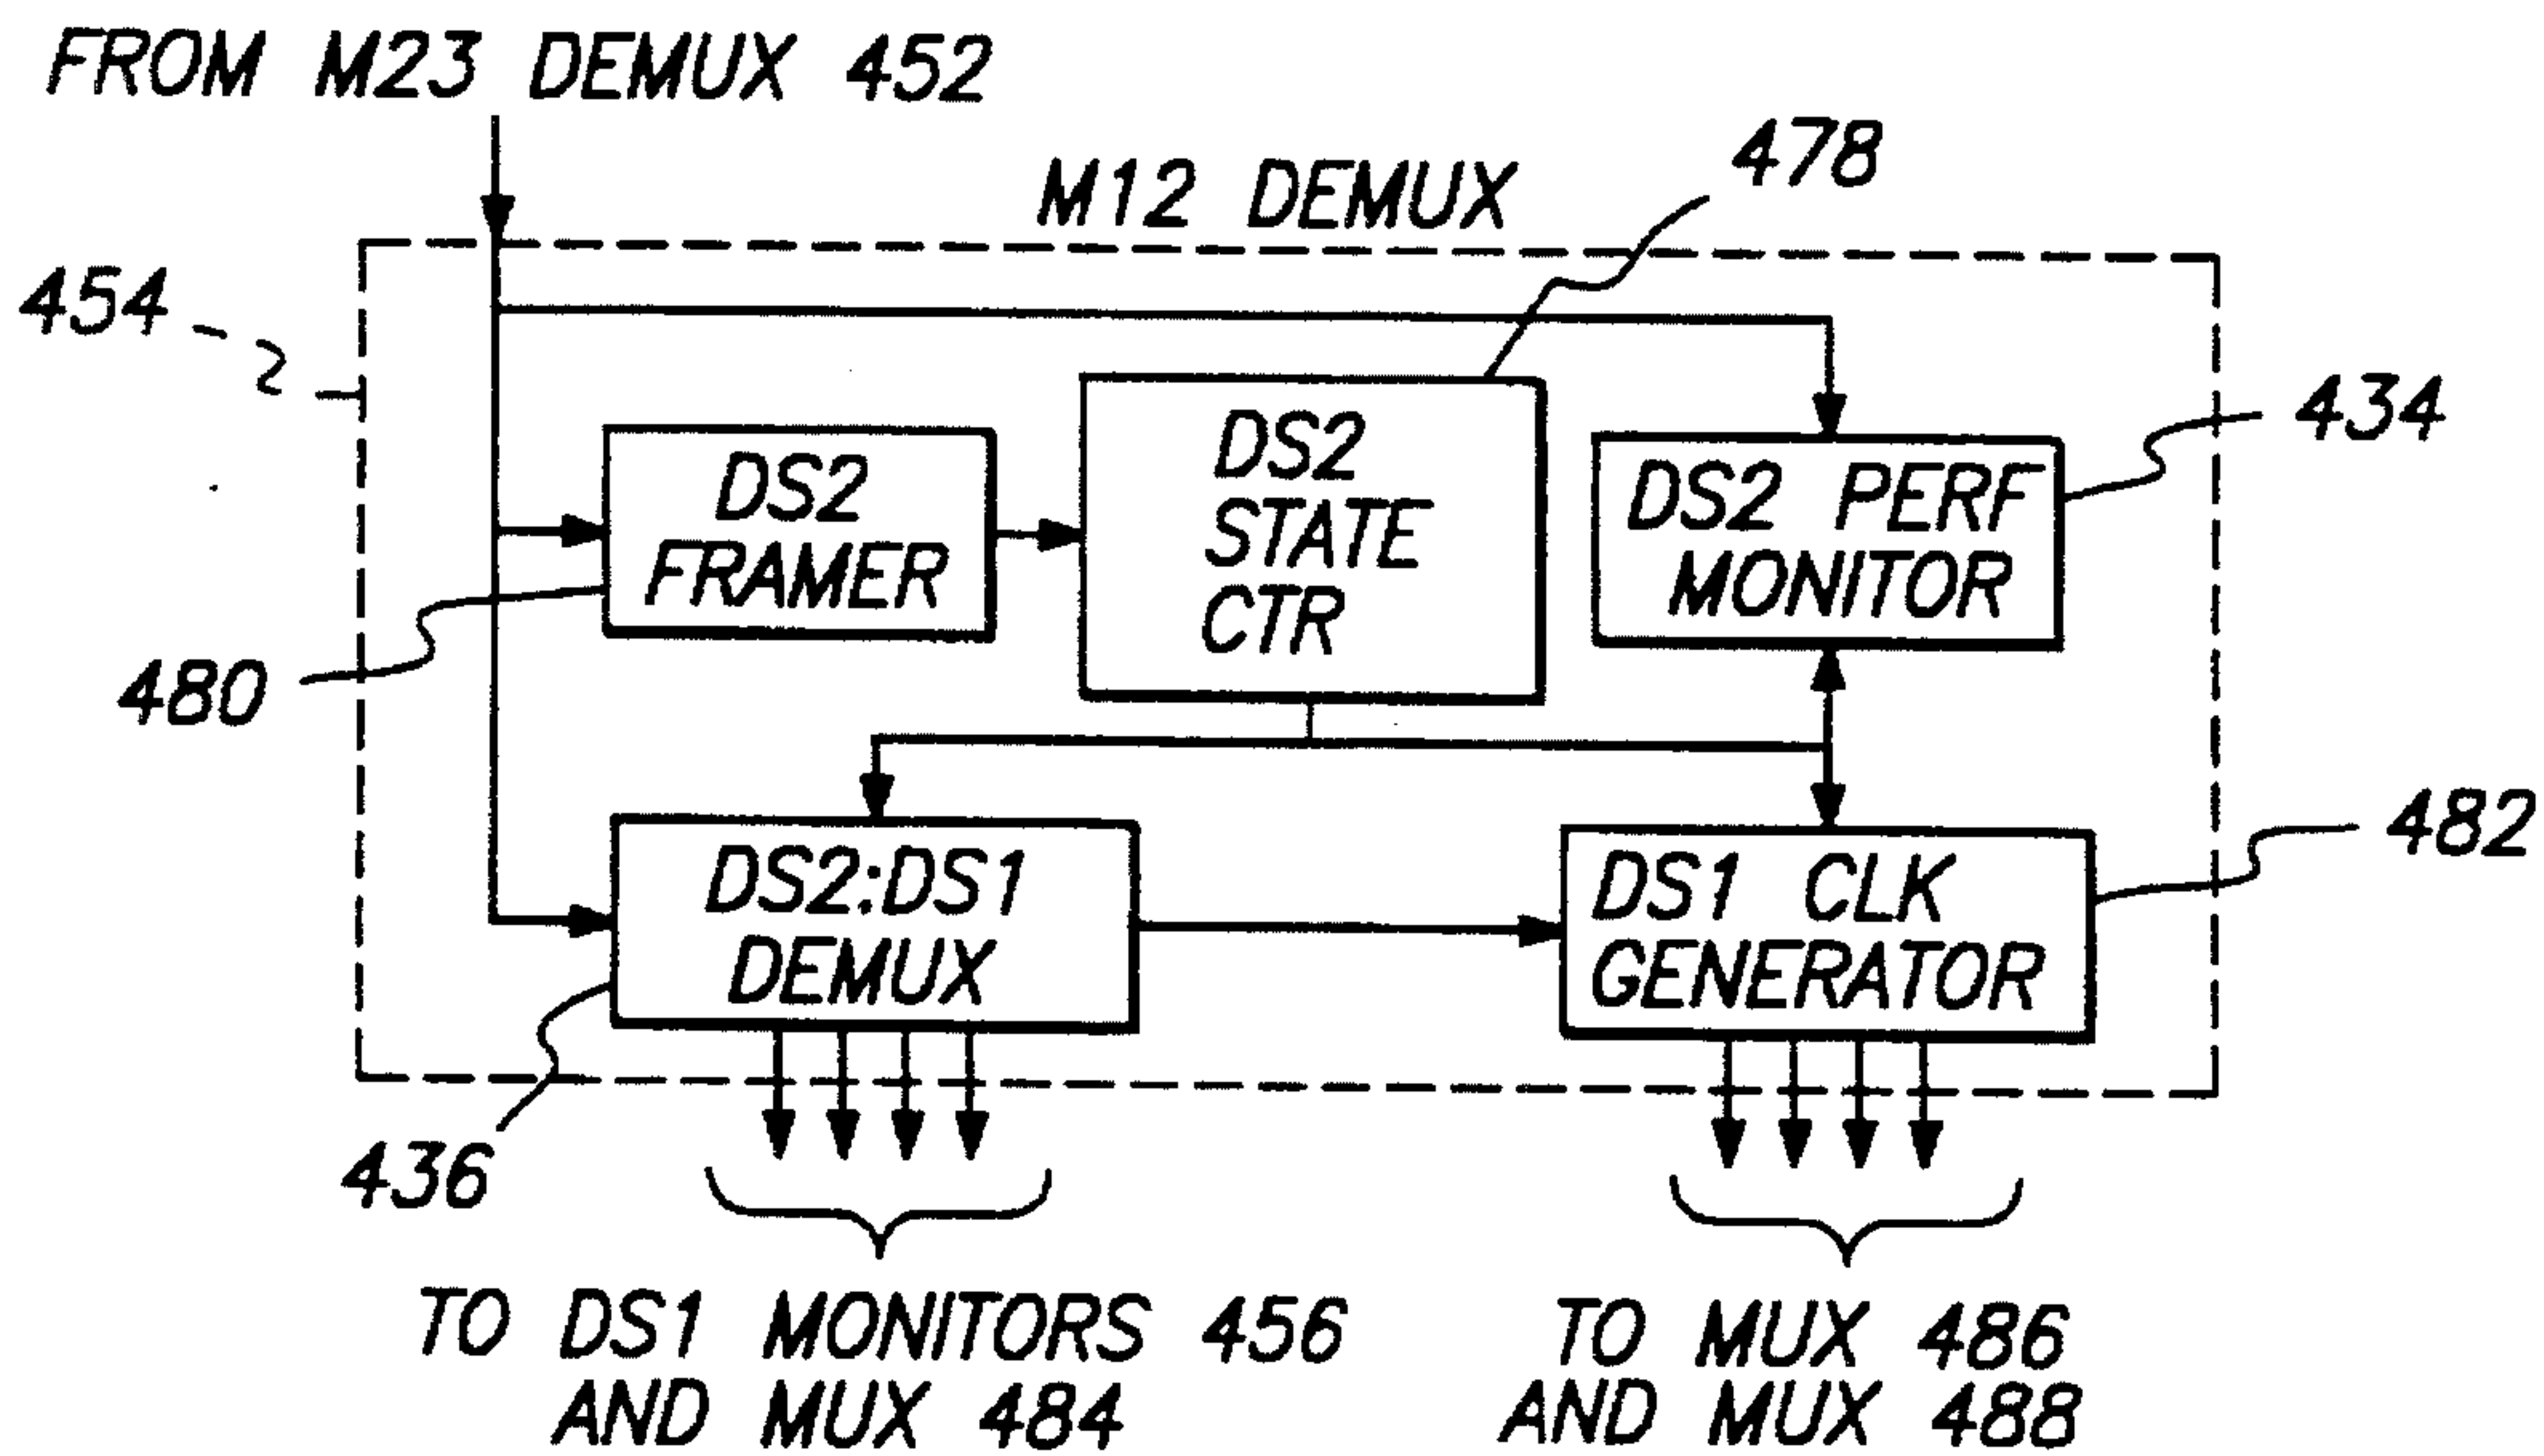 FROM M23 DEMUX 452
M12 DEMUX
478
454
434
DS2
FRAMER
DS2
STATE
CTR
DS2 PERF
MONITOR
480
482
DS2:DS1
DEMUX
DS1 CLK
GENERATOR
436
TO DS1 MONITORS 456
AND MUX 484
TO MUX 486
AND MUX 488